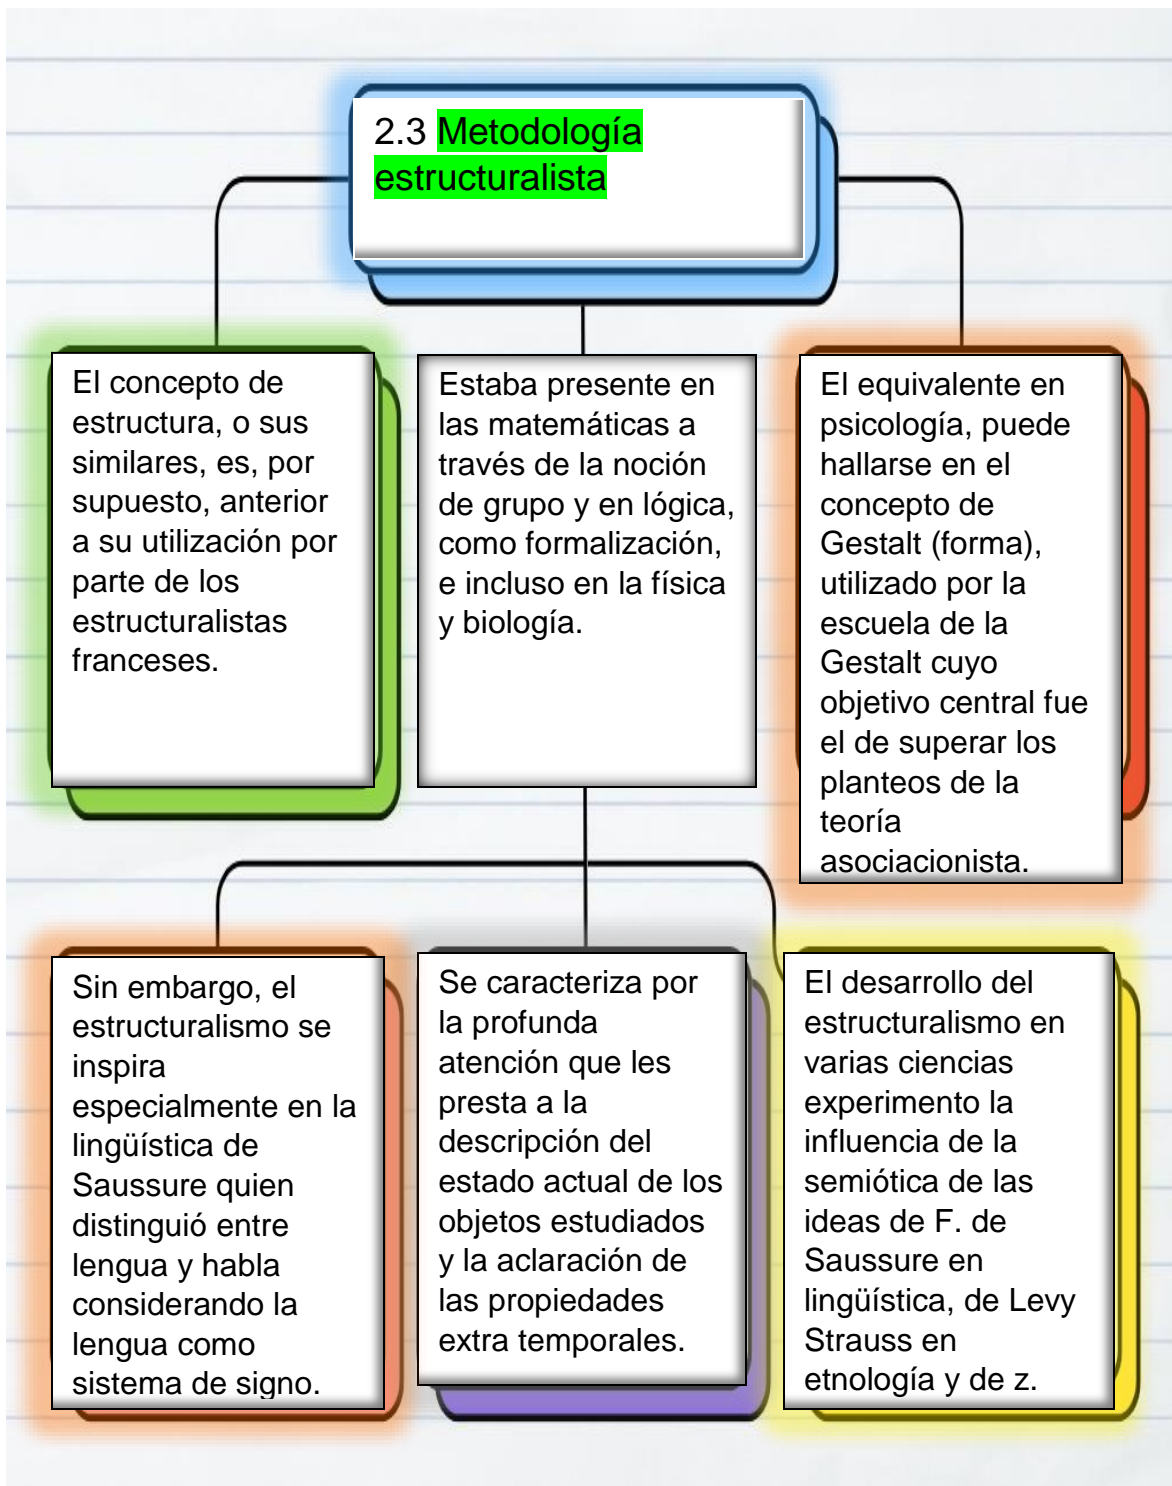 2.3 Metodología
estructuralista
El concepto de
estructura, o sus
similares, es, por
supuesto, anterior
a su utilización por
parte de los
estructuralistas
franceses.
Estaba presente en
las matemáticas a
través de la noción
de grupo y en lógica,
como formalización,
e incluso en la física
y biología.
El equivalente en
psicología, puede
hallarse en el
concepto de
Gestalt (forma),
utilizado por la
escuela de la
Gestalt cuyo
objetivo central fue
el de superar los
planteos de la
teoría
asociacionista.
Sin embargo, el
estructuralismo se
inspira
especialmente en la
lingüística de
Saussure quien
distinguió entre
lengua y habla
considerando la
lengua como
sistema de signo.
Se caracteriza por
la profunda
atención que les
presta a la
descripción del
estado actual de los
objetos estudiados
y la aclaración de
las propiedades
extra temporales.
El desarrollo del
estructuralismo en
varias ciencias
experimento la
influencia de la
semiótica de las
ideas de F. de
Saussure en
lingüística, de Levy
Strauss en
etnología y de z.